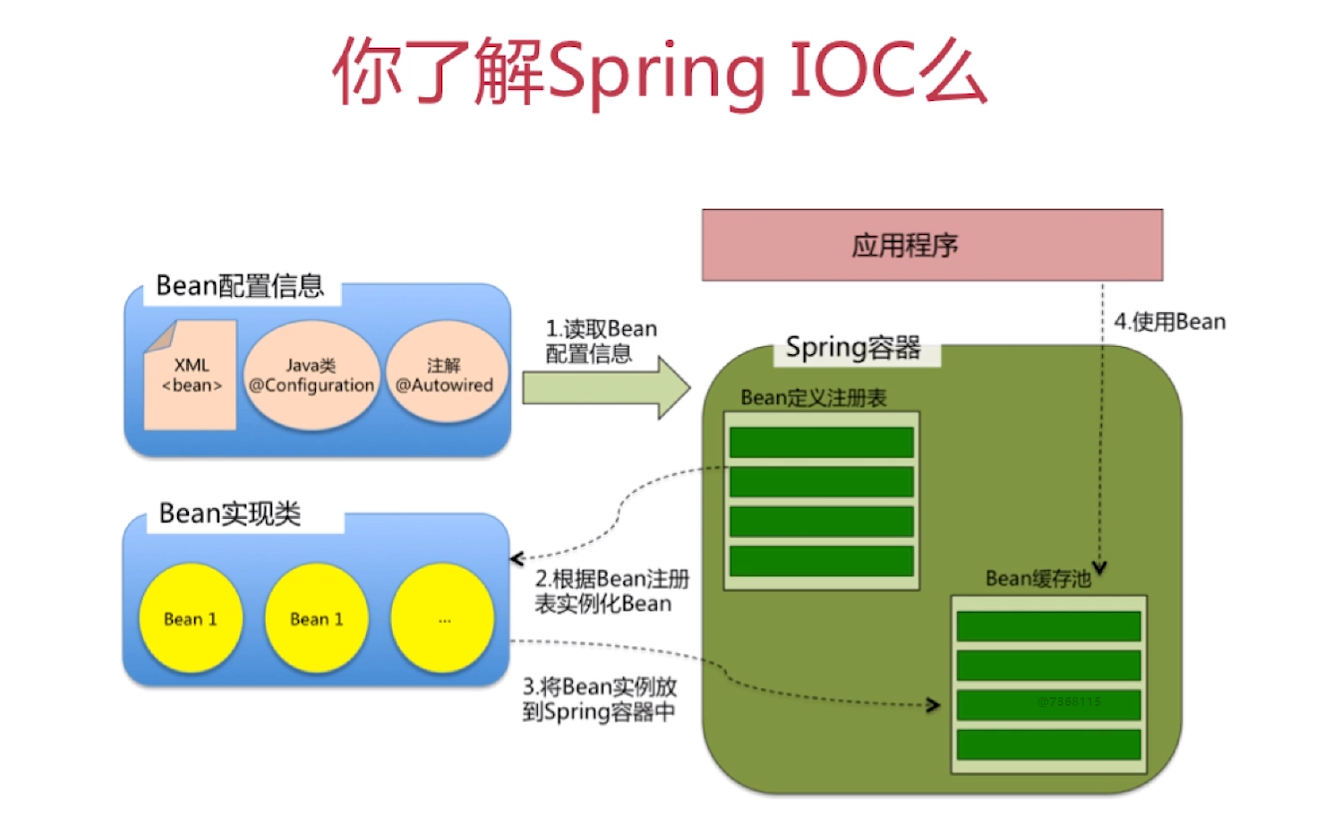 你了解Spring IOC么
应用程序
Bean配置信息
XML
<bean>
Java类
@Configuration
注解
@Autowired
1.读取Bean
配置信息
4.使用Bean
Spring容器
Bean定义注册表
Bean实现类
Bean 1
Bean 1
...
2.根据Bean注册
表实例化Bean
Bean缓存池
3.将Bean实例放
到Spring容器中
@7368115